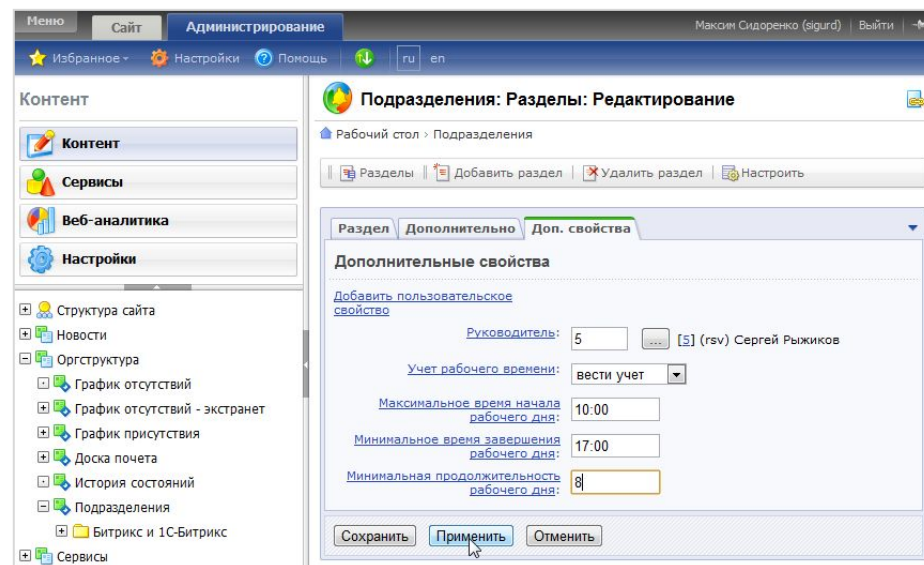 Меню
Сайт
Администрирование
Максим Сидоренко (sigurd)
Выйти
Избранное
Настройки
Помощь
ru
en
Контент
Контент
Сервисы
Веб-аналитика
Настройки
Структура сайта
Новости
Оргструктура
График отсутствий
График отсутствий - экстранет
График присутствия
Доска почета
История состояний
Подразделения
Битрикс и 1С-Битрикс
Сервисы
Подразделения: Разделы: Редактирование
Рабочий стол › Подразделения
Разделы
Добавить раздел
Удалить раздел
Настроить
Раздел
Дополнительно
Доп. свойства
Дополнительные свойства
Добавить пользовательское
свойство
Руководитель: 5 ... [5] (rsv) Сергей Рыжиков
Учет рабочего времени: вести учет
Максимальное время начала
рабочего дня: 10:00
Минимальное время завершения
рабочего дня: 17:00
Минимальная продолжительность
рабочего дня: 8
Сохранить
Применить
Отменить